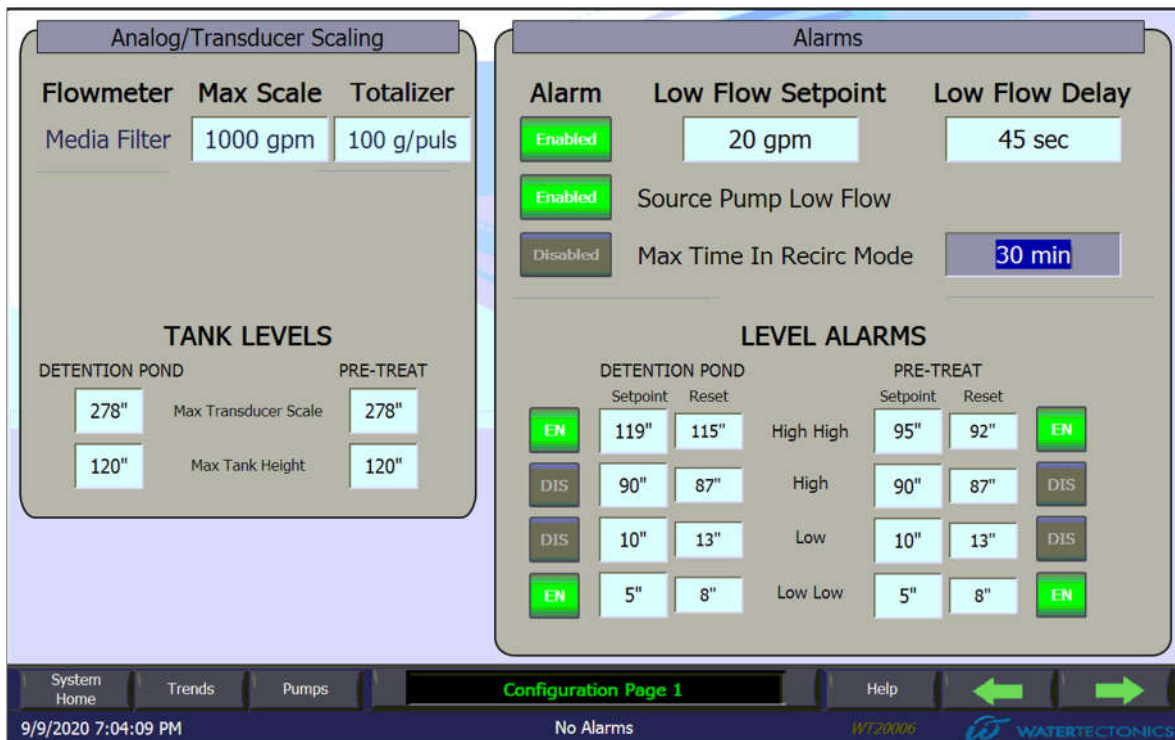 Analog/Transducer Scaling
Flowmeter Max Scale Totalizer
Media Filter 1000 gpm 100 g/puls
TANK LEVELS
DETENTION POND PRE-TREAT
278" Max Transducer Scale 278"
120" Max Tank Height 120"
Alarms
Alarm Low Flow Setpoint Low Flow Delay
Enabled 20 gpm 45 sec
Enabled Source Pump Low Flow
Disabled Max Time In Recirc Mode 30 min
LEVEL ALARMS
DETENTION POND PRE-TREAT
Setpoint Reset Setpoint Reset
EN 119" 115" High High 95" 92" EN
DIS 90" 87" High 90" 87" DIS
DIS 10" 13" Low 10" 13" DIS
EN 5" 8" Low Low 5" 8" EN
System Home Trends Pumps Configuration Page 1 Help
9/9/2020 7:04:09 PM No Alarms WT20006 WATERTECTONICS